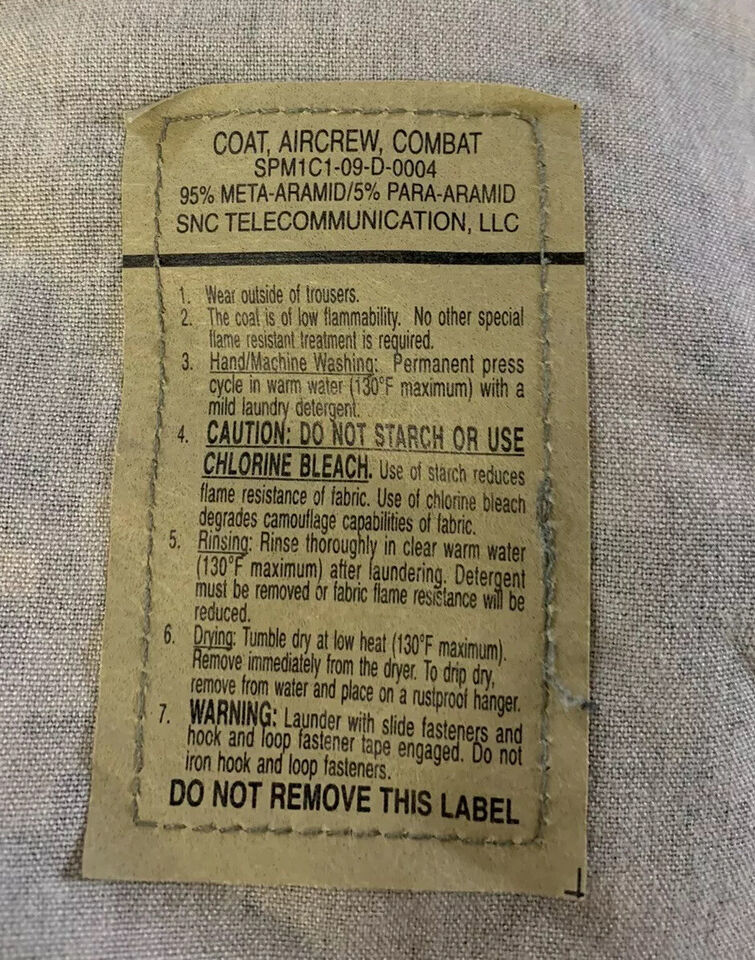 COAT, AIRCREW, COMBAT
SPM1C1-09-D-0004
95% META-ARAMID/5% PARA-ARAMID
SNC TELECOMMUNICATION, LLC
1. Wear outside of trousers.
2. The coat is of low flammability. No other special
flame resistant treatment is required.
3. Hand/Machine Washing: Permanent press
cycle in warm water (130°F maximum) with a
mild laundry detergent.
4. CAUTION: DO NOT STARCH OR USE
CHLORINE BLEACH. Use of starch reduces
flame resistance of fabric. Use of chlorine bleach
degrades camouflage capabilities of fabric.
5. Rinsing: Rinse thoroughly in clear warm water
(130°F maximum) after laundering. Detergent
must be removed or fabric flame resistance will be
reduced.
6. Drying: Tumble dry at low heat (130°F maximum).
Remove immediately from the dryer. To drip dry,
remove from water and place on a rustproof hanger.
7. WARNING: Launder with slide fasteners and
hook and loop fastener tape engaged. Do not
iron hook and loop fasteners.
DO NOT REMOVE THIS LABEL